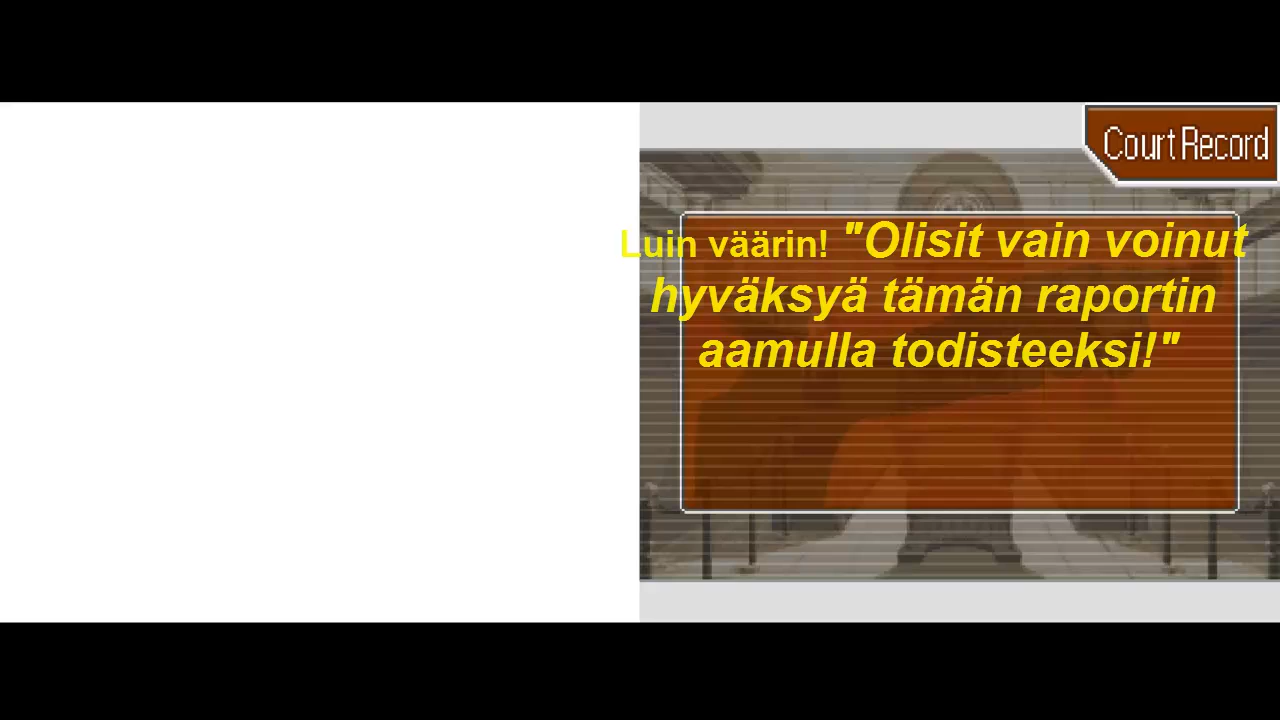 Court Record
Luin väärin! "Olisit vain voinut
hyväksyä tämän raportin
aamulla todisteeksi!"